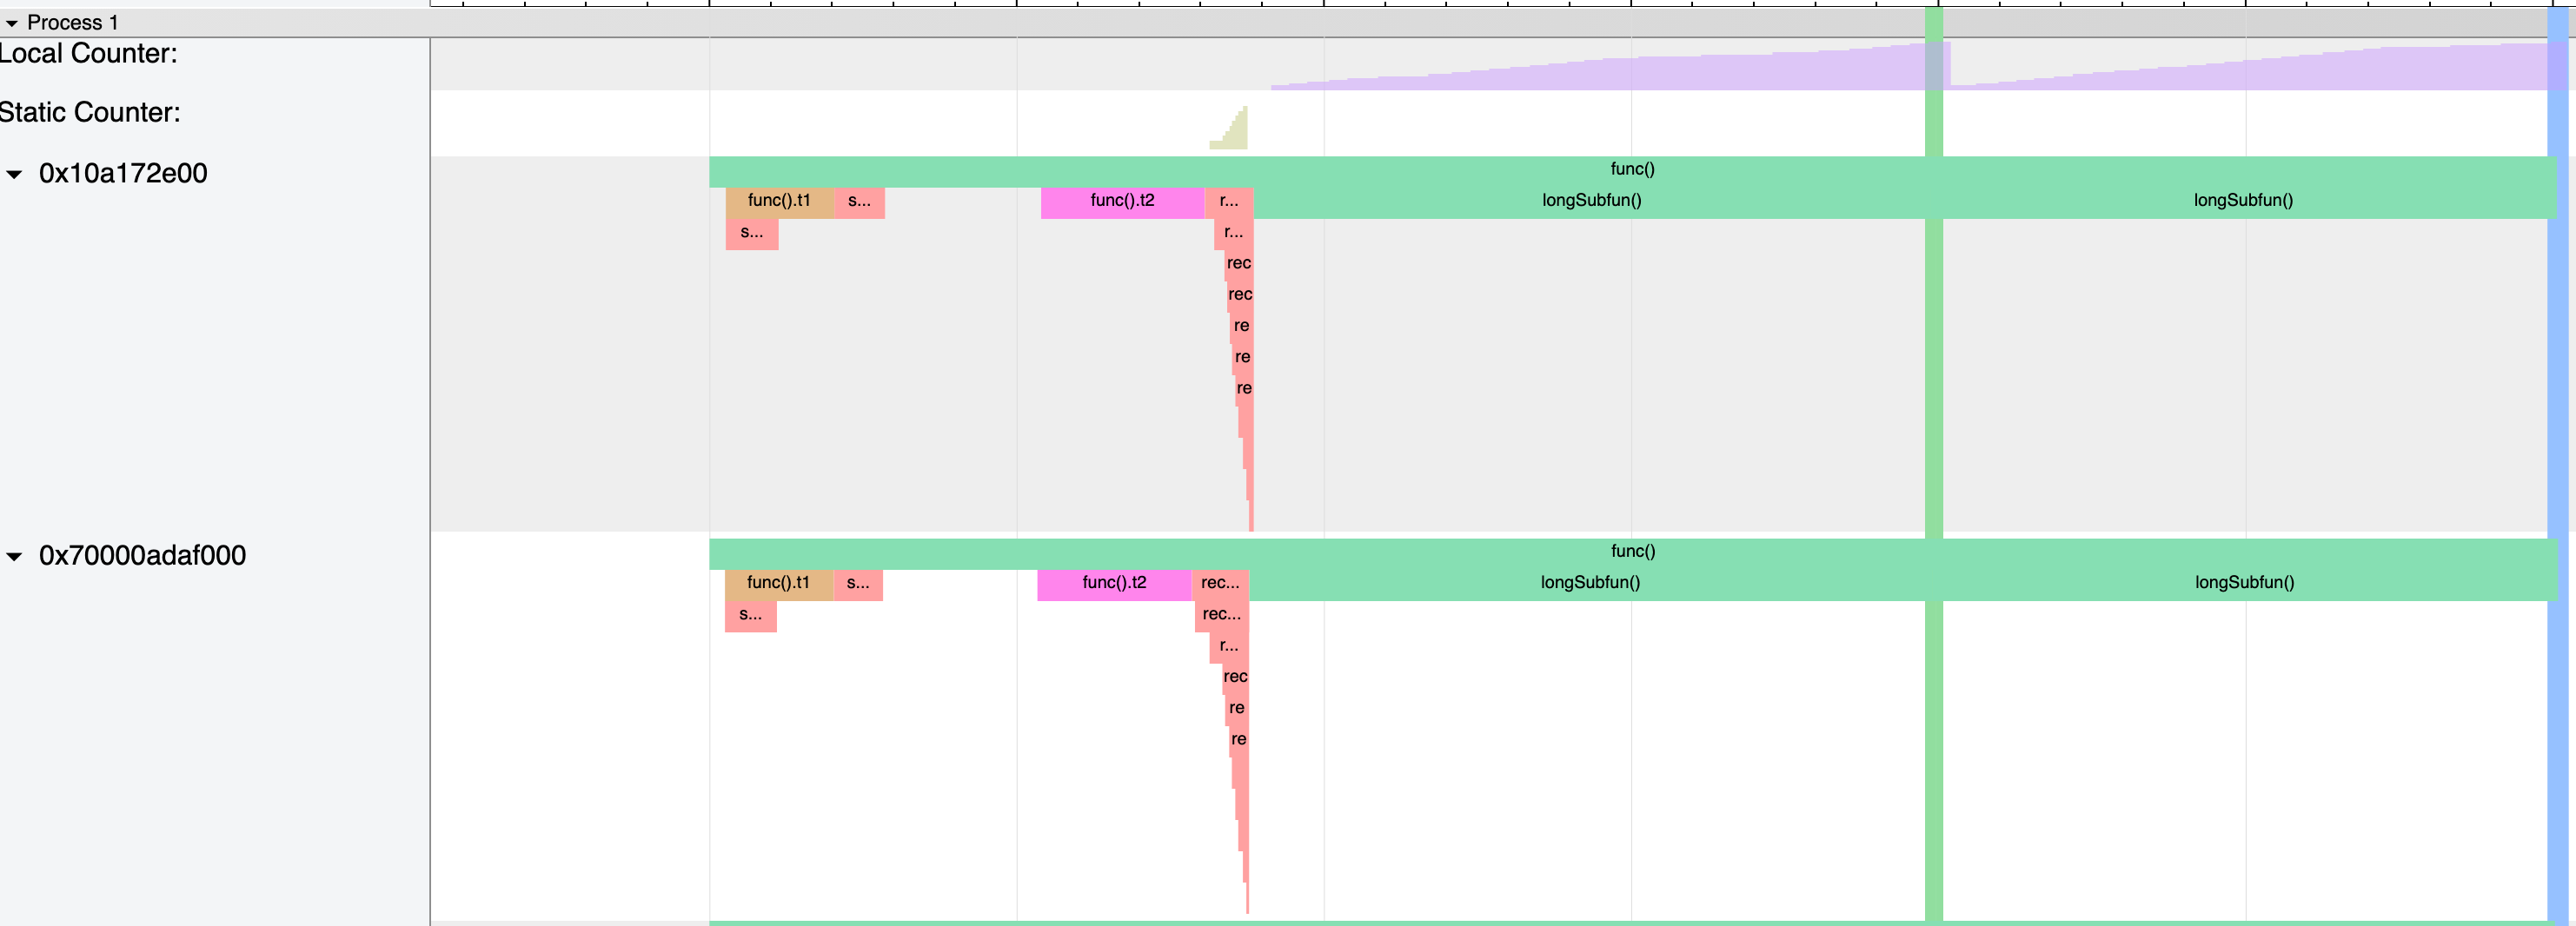 Process 1
Local Counter:
Static Counter:
0x10a172e00
func()
func().t1 s... func().t2 r... longSubfun() longSubfun()
s... r...
rec
rec
re
re
re
0x70000adaf000
func()
func().t1 s... func().t2 rec... longSubfun() longSubfun()
s... rec...
r...
rec
re
re